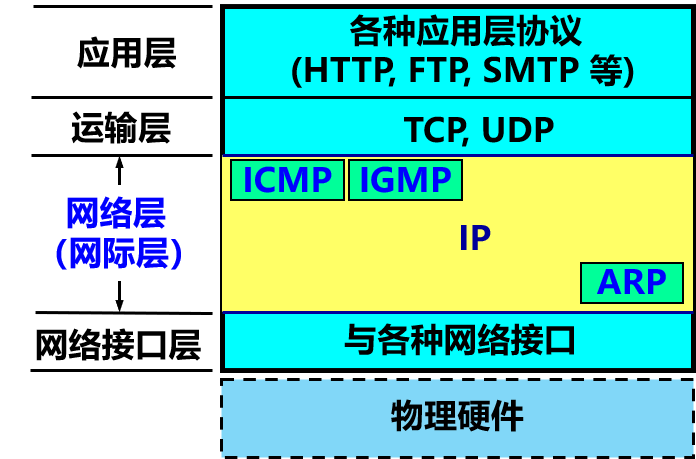 应用层
各种应用层协议
(HTTP, FTP, SMTP 等)
运输层
TCP, UDP
网络层
(网际层)
ICMP
IGMP
IP
ARP
网络接口层
与各种网络接口
物理硬件